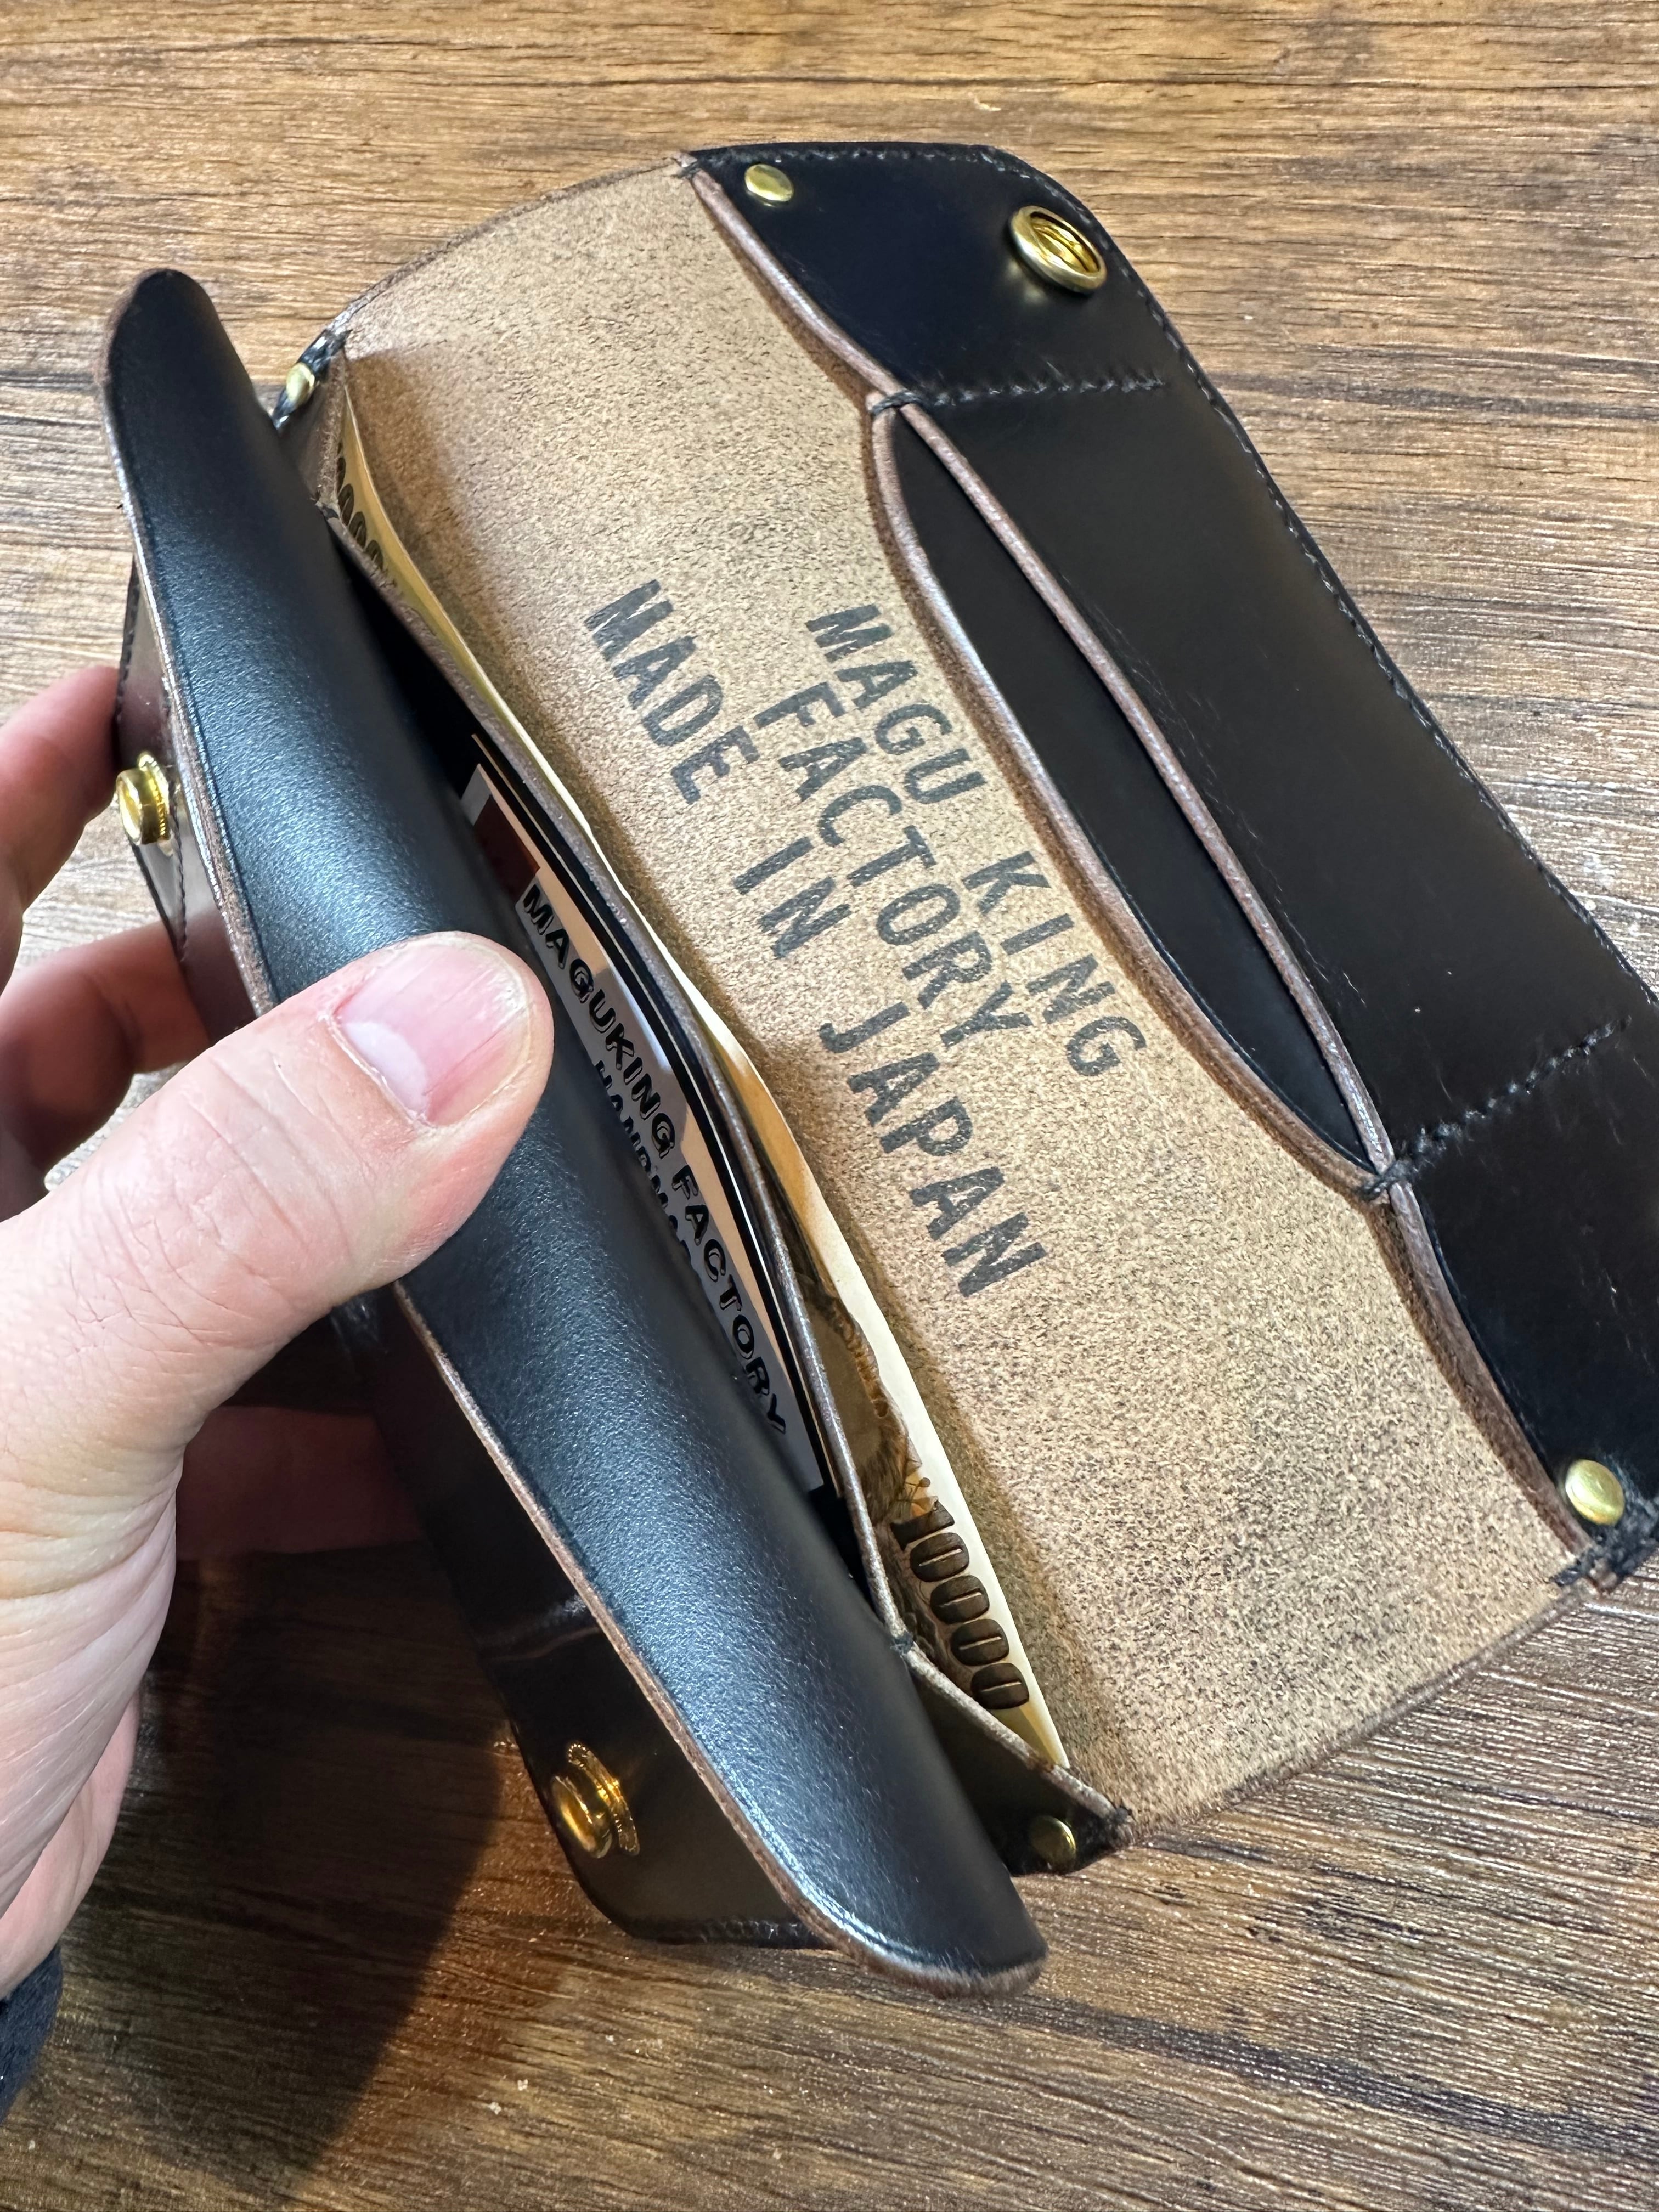 MAGU KING
FACTORY
MADE IN JAPAN
MAGUKING FACTORY
10000